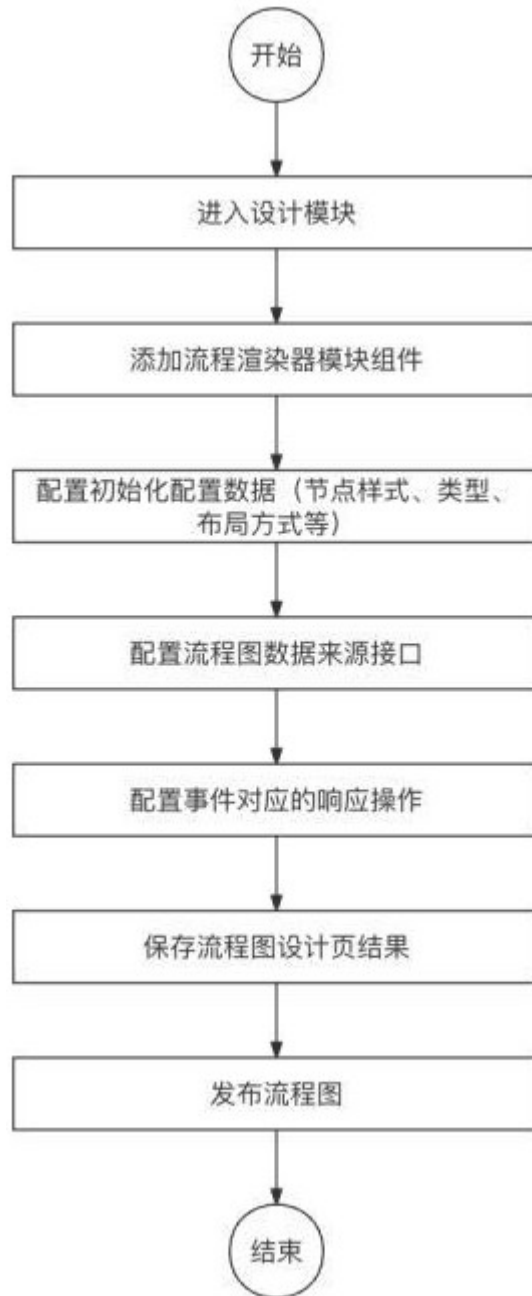 开始
进入设计模块
添加流程渲染器模块组件
配置初始化配置数据（节点样式、类型、
布局方式等）
配置流程图数据来源接口
配置事件对应的响应操作
保存流程图设计页结果
发布流程图
结束